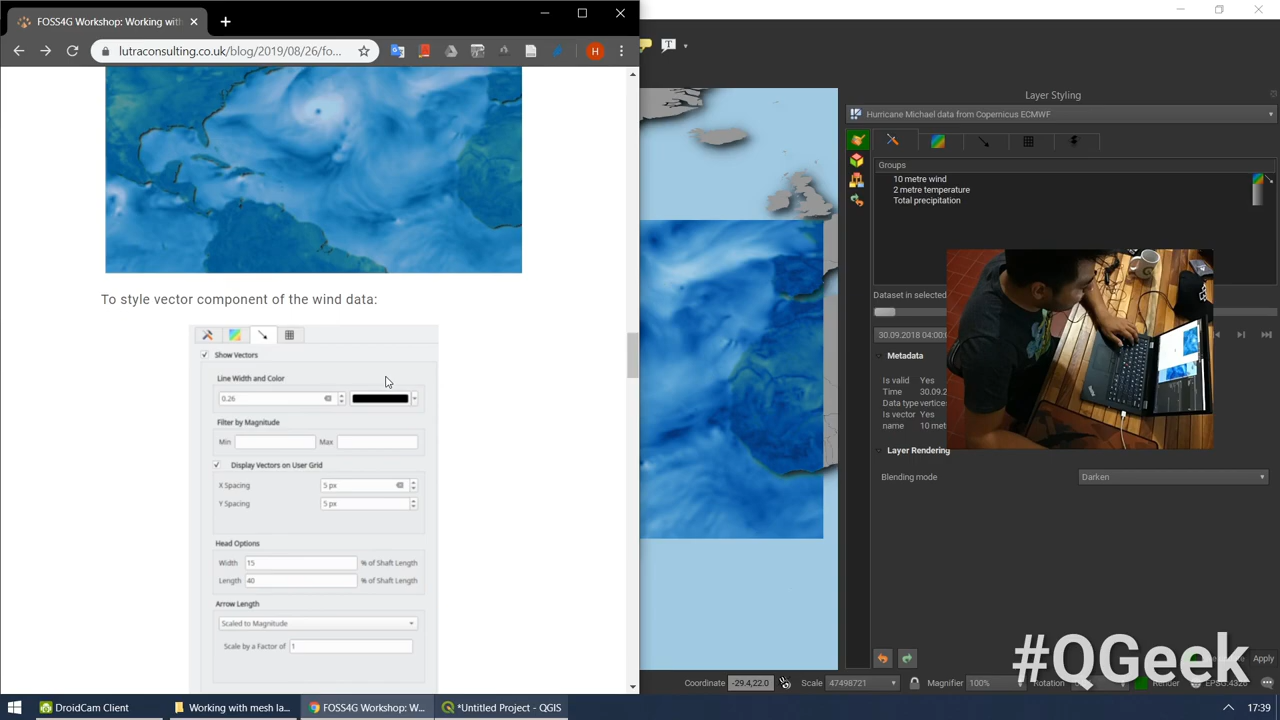 FOSS4G Workshop: Working with
lutraconsulting.co.uk/blog/2019/08/26/fo...
H
To style vector component of the wind data:
Show Vectors
Line Width and Color
0.26
Filter by Magnitude
Min
Max
Display Vectors on User Grid
X Spacing
5 px
Y Spacing
5 px
Head Options
Width
15
% of Shaft Length
Length
40
% of Shaft Length
Arrow Length
Scaled to Magnitude
Scale by a Factor of
1
Layer Styling
Hurricane Michael data from Copernicus ECMWF
Groups
10 metre wind
2 metre temperature
Total precipitation
Dataset in selected
30.09.2018 04:00:0
Metadata
Is valid Yes
Time 30.09.2
Data type vertices
Is vector Yes
name 10 met
Layer Rendering
Blending mode
Darken
#QGeek
Apply
Coordinate
-29.4,22.0
Scale
47498721
Magnifier
100%
Rotation
Render
EPSG:4326
DroidCam Client
Working with mesh la...
FOSS4G Workshop: W...
*Untitled Project - QGIS
17:39